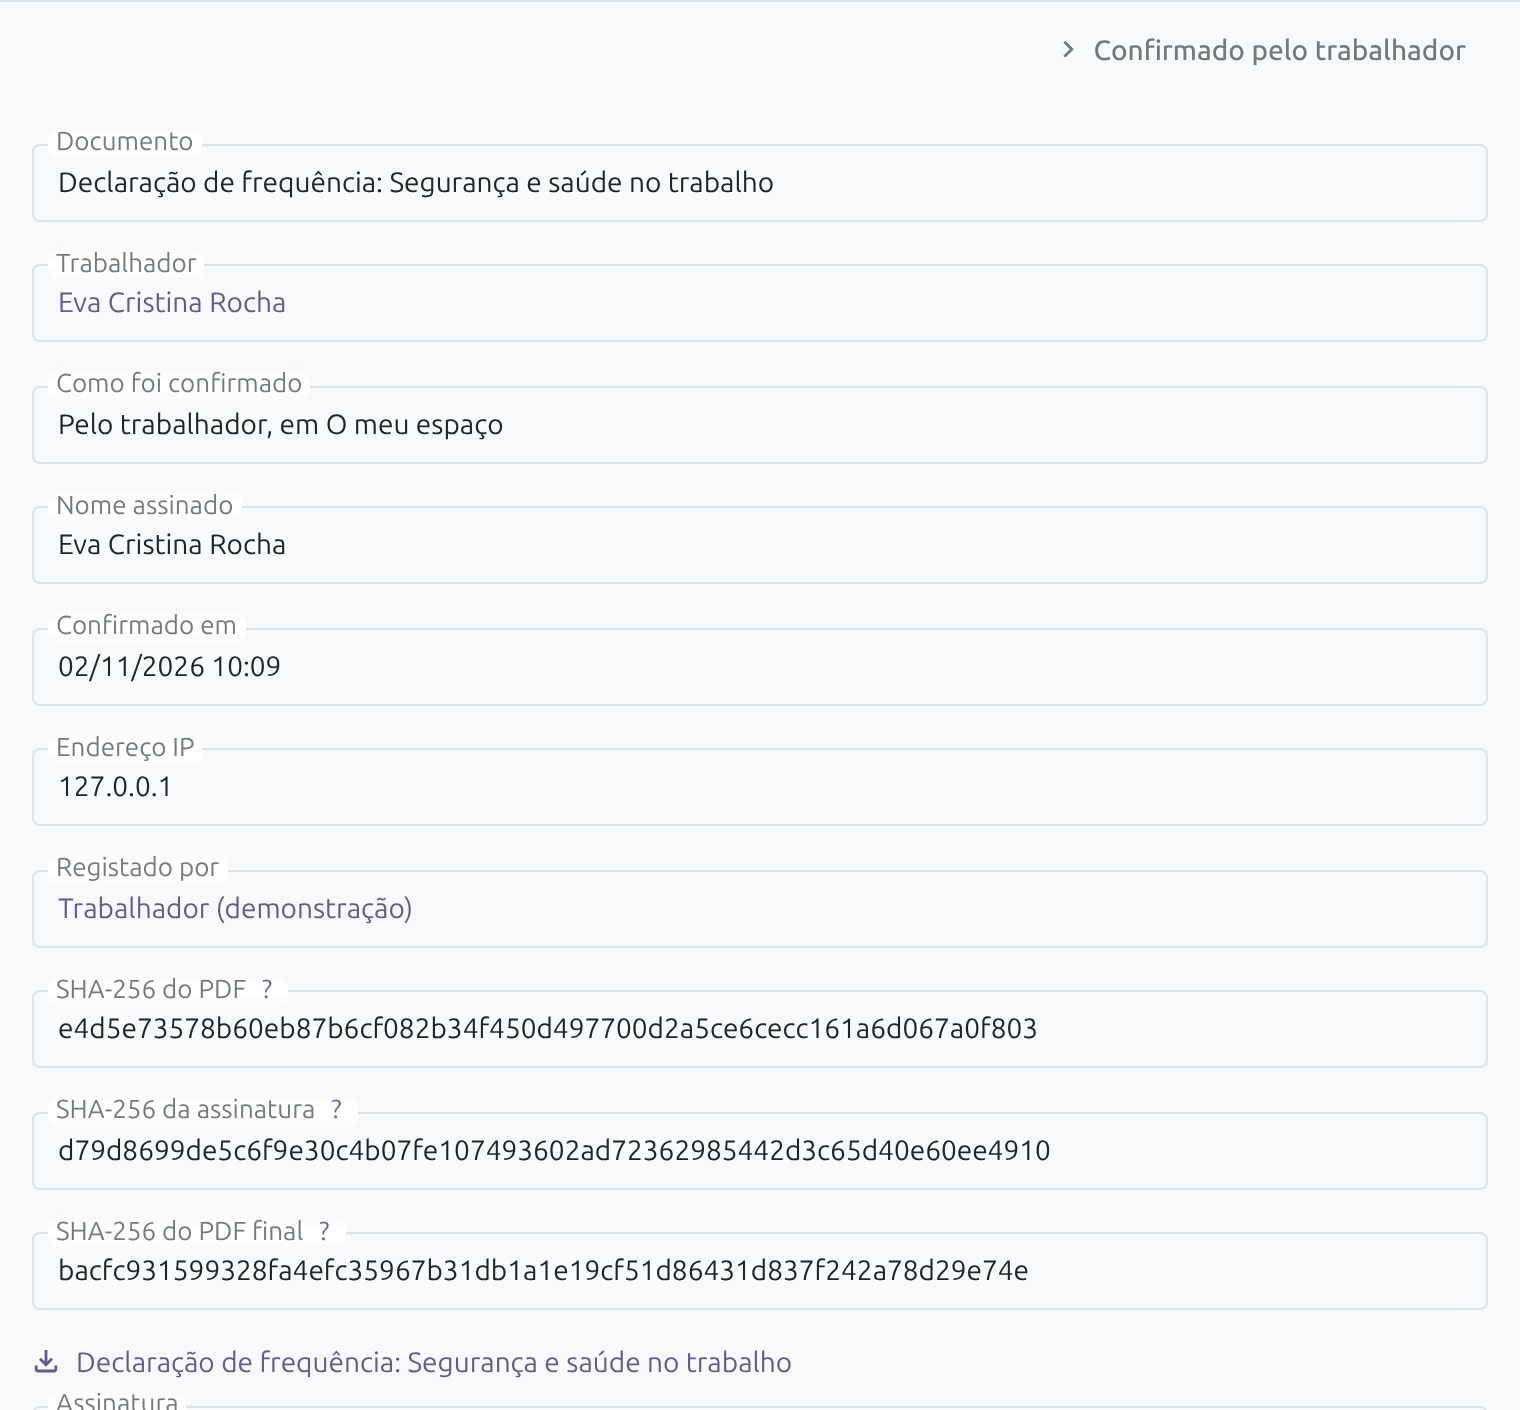 Confirmado pelo trabalhador
Documento
Declaração de frequência: Segurança e saúde no trabalho
Trabalhador
Eva Cristina Rocha
Como foi confirmado
Pelo trabalhador, em O meu espaço
Nome assinado
Eva Cristina Rocha
Confirmado em
02/11/2026 10:09
Endereço IP
127.0.0.1
Registado por
Trabalhador (demonstração)
SHA-256 do PDF ?
e4d5e73578b60eb87b6cf082b34f450d497700d2a5ce6cecc161a6d067a0f803
SHA-256 da assinatura ?
d79d8699de5c6f9e30c4b07fe107493602ad72362985442d3c65d40e60ee4910
SHA-256 do PDF final ?
bacfc931599328fa4efc35967b31db1a1e19cf51d86431d837f242a78d29e74e
Declaração de frequência: Segurança e saúde no trabalho
Assinatura